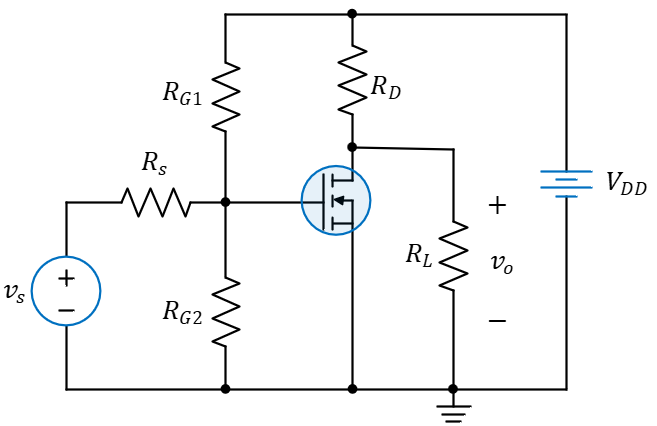 R_{G1}
R_D
R_s
V_{DD}
+
R_L
v_o
+
v_s
−
R_{G2}
−